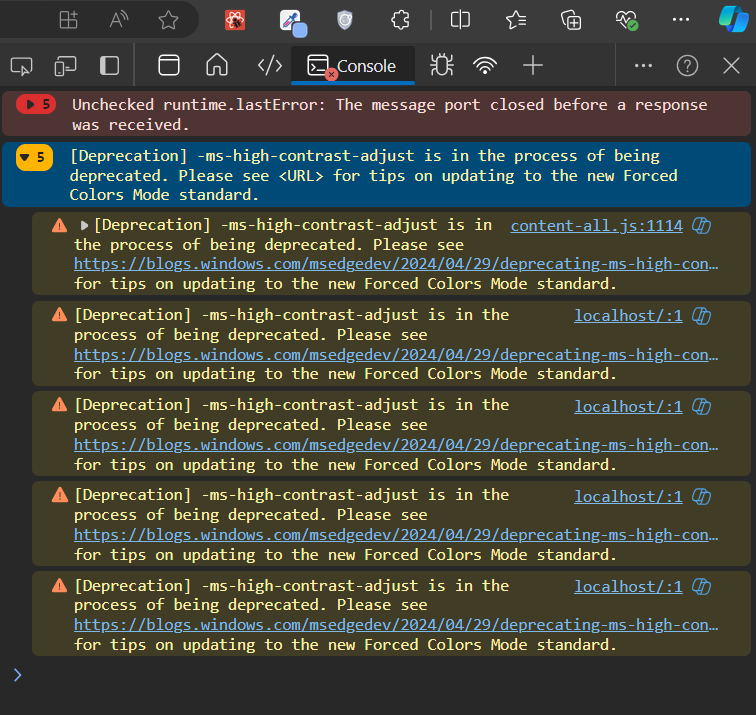 Console
5 Unchecked runtime.lastError: The message port closed before a response
was received.
5 [Deprecation] -ms-high-contrast-adjust is in the process of being
deprecated. Please see <URL> for tips on updating to the new Forced
Colors Mode standard.
[Deprecation] -ms-high-contrast-adjust is in content-all.js:1114
the process of being deprecated. Please see
https://blogs.windows.com/msedgedev/2024/04/29/deprecating-ms-high-con…
for tips on updating to the new Forced Colors Mode standard.
[Deprecation] -ms-high-contrast-adjust is in the localhost/:1
process of being deprecated. Please see
https://blogs.windows.com/msedgedev/2024/04/29/deprecating-ms-high-con…
for tips on updating to the new Forced Colors Mode standard.
[Deprecation] -ms-high-contrast-adjust is in the localhost/:1
process of being deprecated. Please see
https://blogs.windows.com/msedgedev/2024/04/29/deprecating-ms-high-con…
for tips on updating to the new Forced Colors Mode standard.
[Deprecation] -ms-high-contrast-adjust is in the localhost/:1
process of being deprecated. Please see
https://blogs.windows.com/msedgedev/2024/04/29/deprecating-ms-high-con…
for tips on updating to the new Forced Colors Mode standard.
[Deprecation] -ms-high-contrast-adjust is in the localhost/:1
process of being deprecated. Please see
https://blogs.windows.com/msedgedev/2024/04/29/deprecating-ms-high-con…
for tips on updating to the new Forced Colors Mode standard.